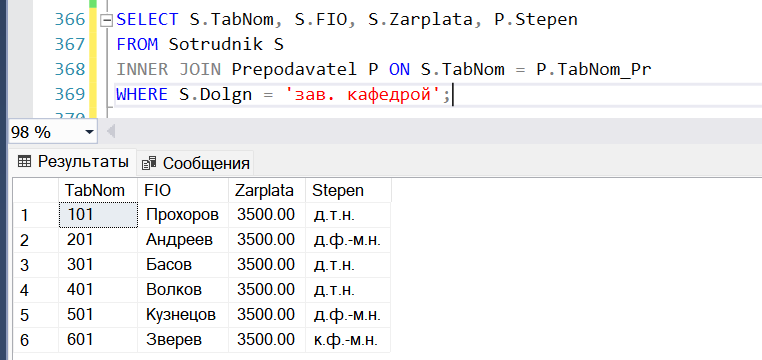 366 SELECT S.TabNom, S.FIO, S.Zarplata, P.Stepen
367 FROM Sotrudnik S
368 INNER JOIN Prepodavatel P ON S.TabNom = P.TabNom_Pr
369 WHERE S.Dolgn = 'зав. кафедрой';
370
98 %
Результаты Сообщения
TabNom FIO Zarplata Stepen
1 101 Прохоров 3500.00 д.т.н.
2 201 Андреев 3500.00 д.ф.-м.н.
3 301 Басов 3500.00 д.т.н.
4 401 Волков 3500.00 д.т.н.
5 501 Кузнецов 3500.00 д.ф.-м.н.
6 601 Зверев 3500.00 к.ф.-м.н.